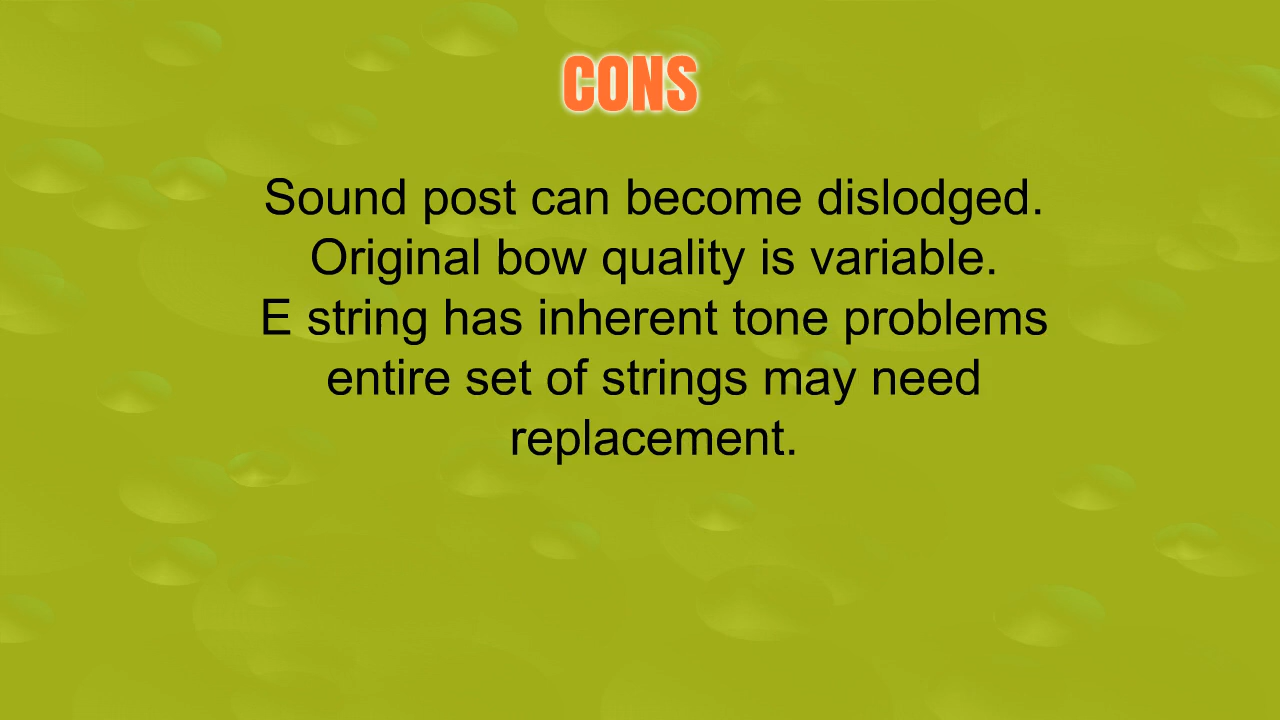 CONS
Sound post can become dislodged.
Original bow quality is variable.
E string has inherent tone problems
entire set of strings may need
replacement.